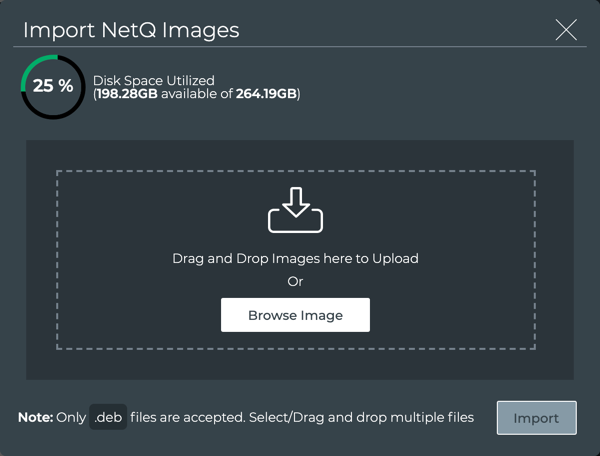 Import NetQ Images
25 %
Disk Space Utilized
(198.28GB available of 264.19GB)
Drag and Drop Images here to Upload
Or
Browse Image
Note: Only .deb files are accepted. Select/Drag and drop multiple files
Import